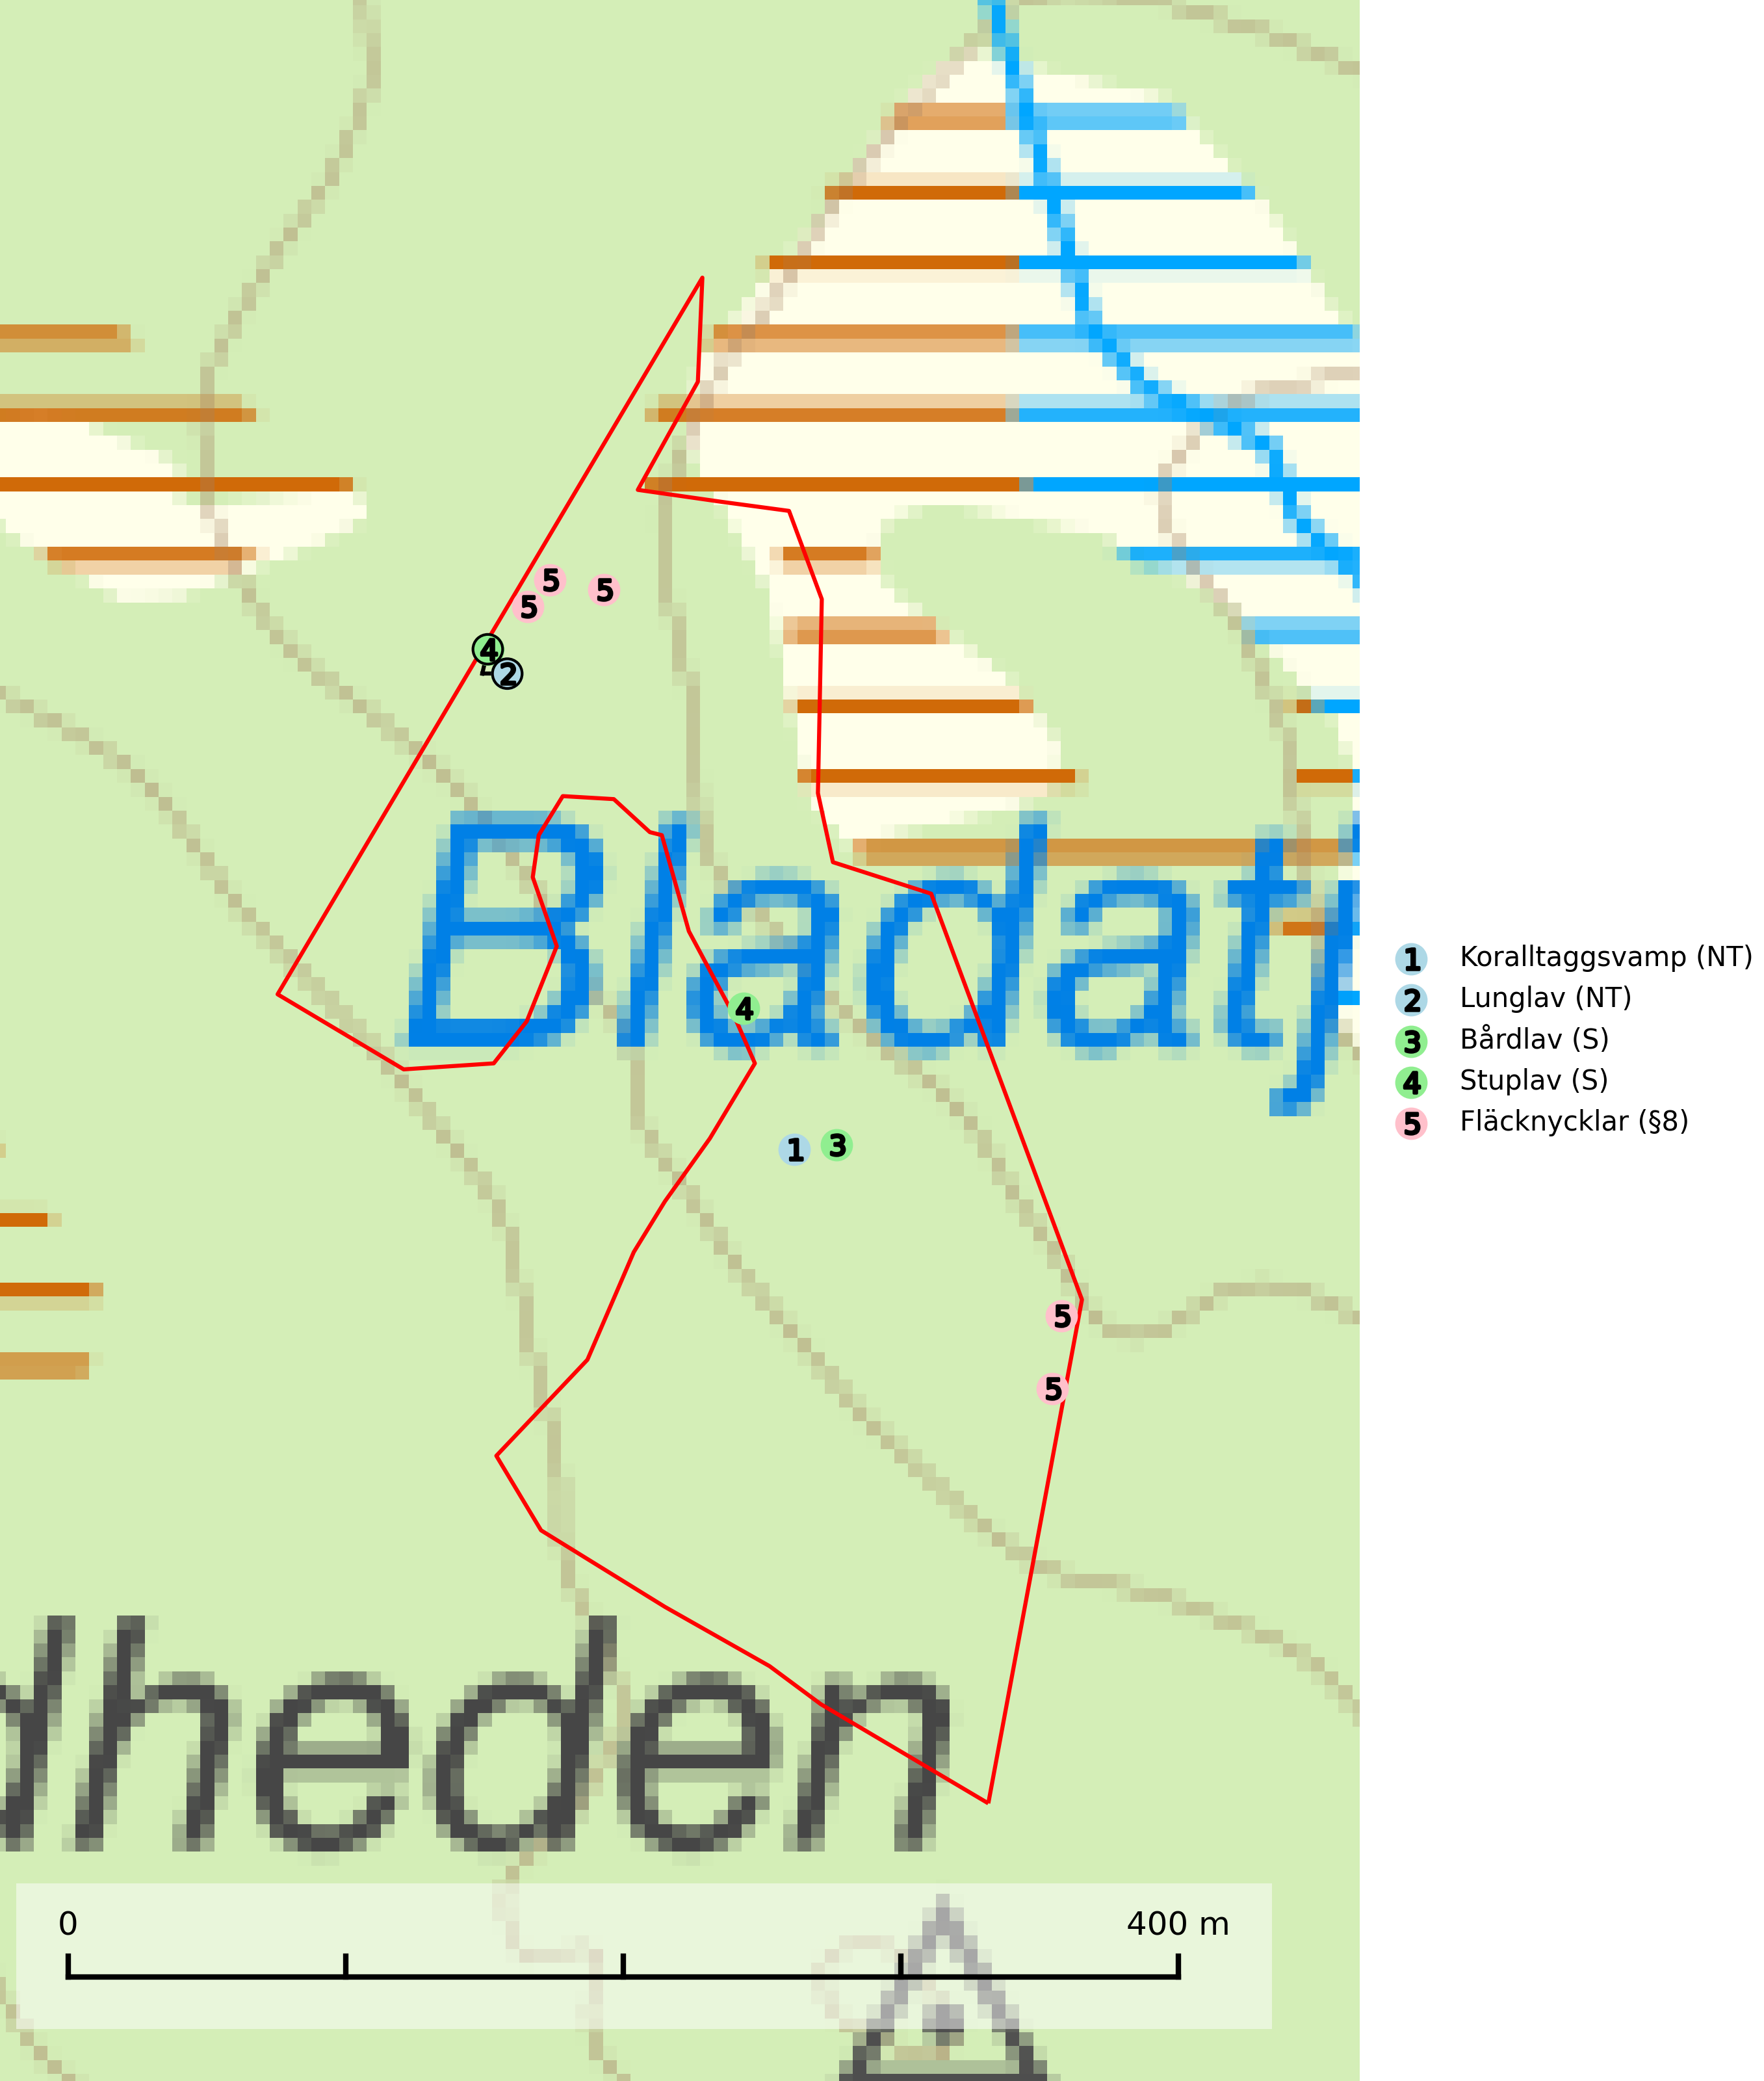 5
5
5
4
2
Bladatj
4
1
3
5
5
heden
0
400 m
1 Koralltaggsvamp (NT)
2 Lunglav (NT)
3 Bårdlav (S)
4 Stuplav (S)
5 Fläcknycklar (§8)